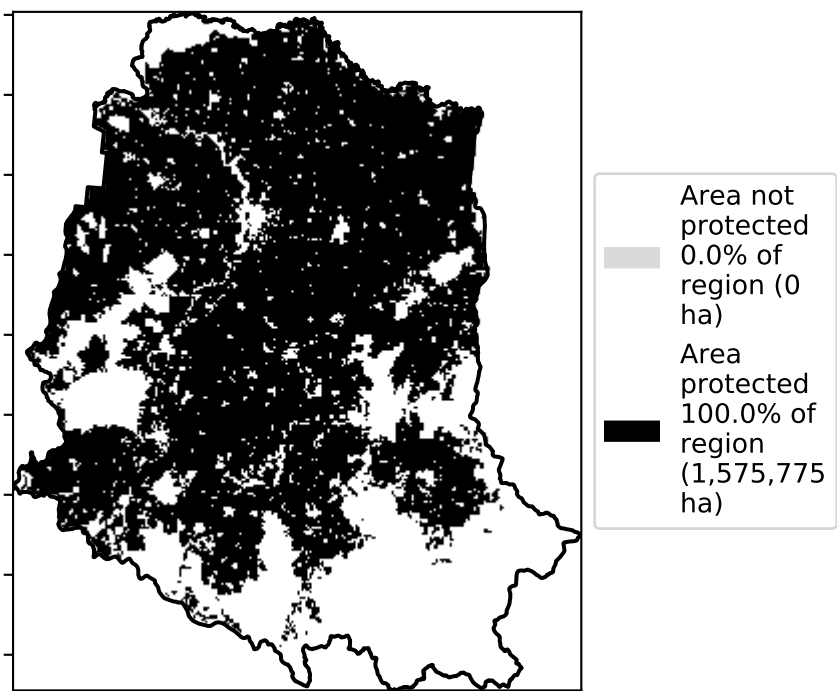 Area not
protected
0.0% of
region (0
ha)
Area
protected
100.0% of
region
(1,575,775
ha)